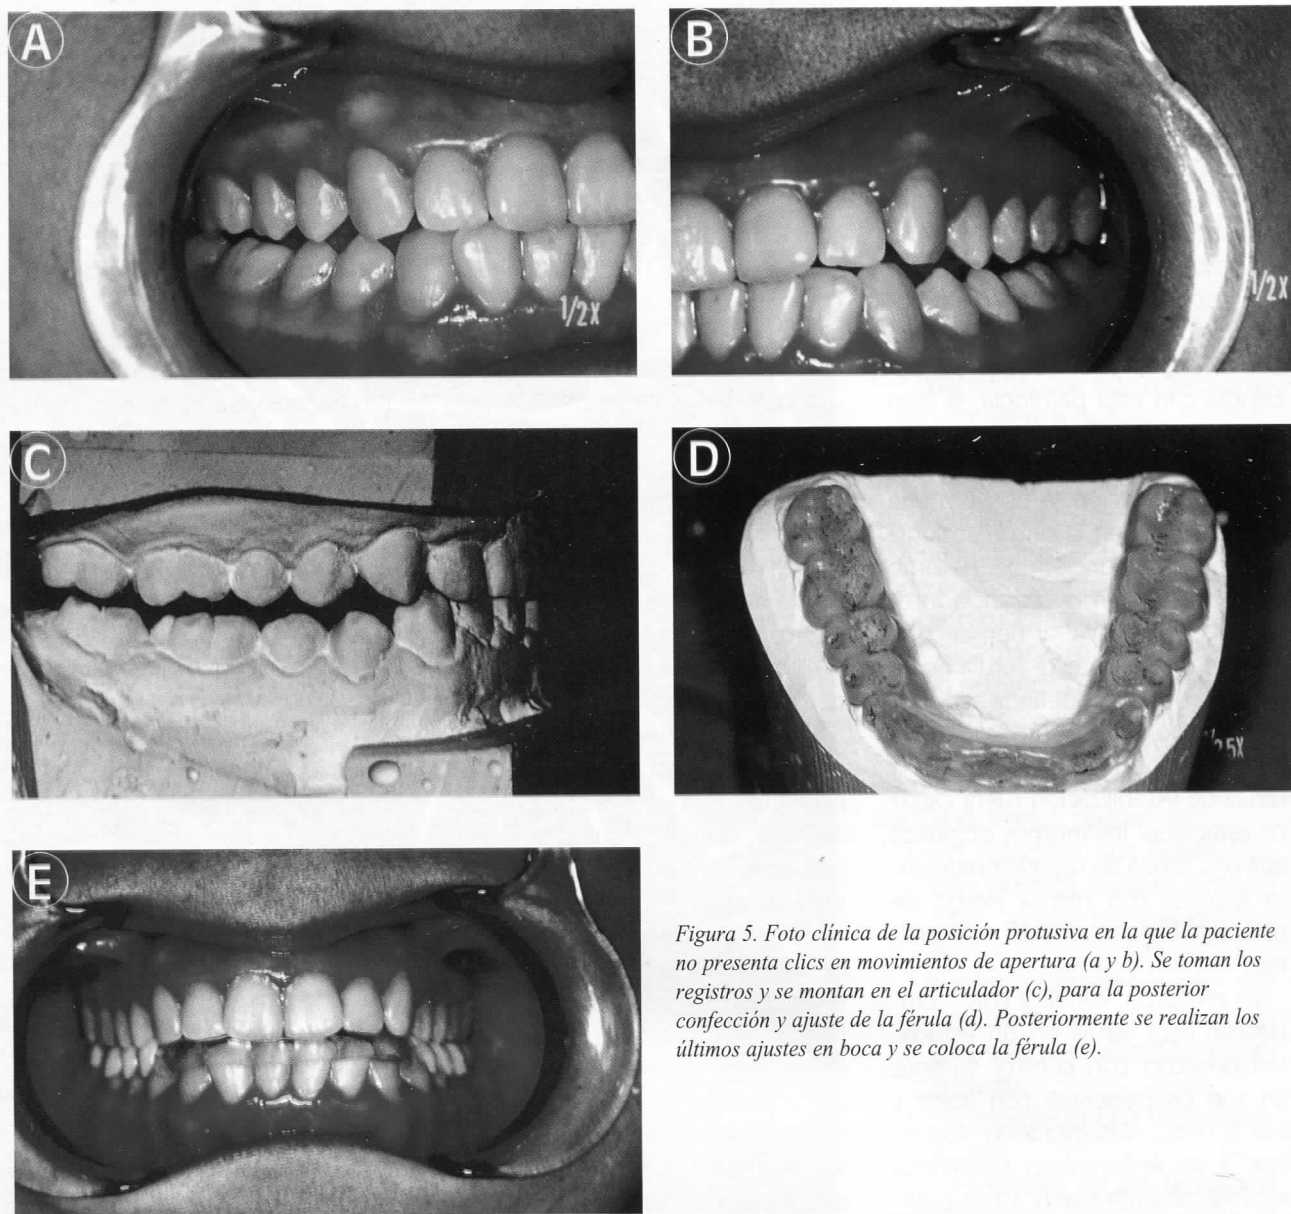 A
B
1/2X
1/2X
C
D
E
Figura 5. Foto clínica de la posición protusiva en la que la paciente
no presenta clics en movimientos de apertura (a y b). Se toman los
registros y se montan en el articulador (c), para la posterior
confección y ajuste de la férula (d). Posteriormente se realizan los
últimos ajustes en boca y se coloca la férula (e).